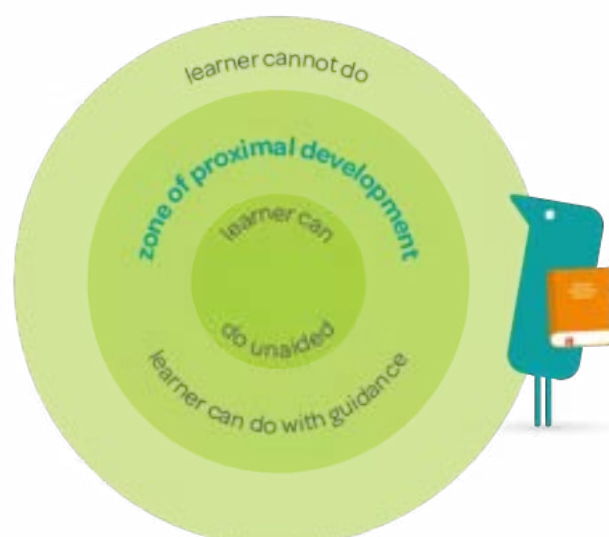 learner cannot do
zone of proximal development
learner can
do unaided
learner can do with guidance